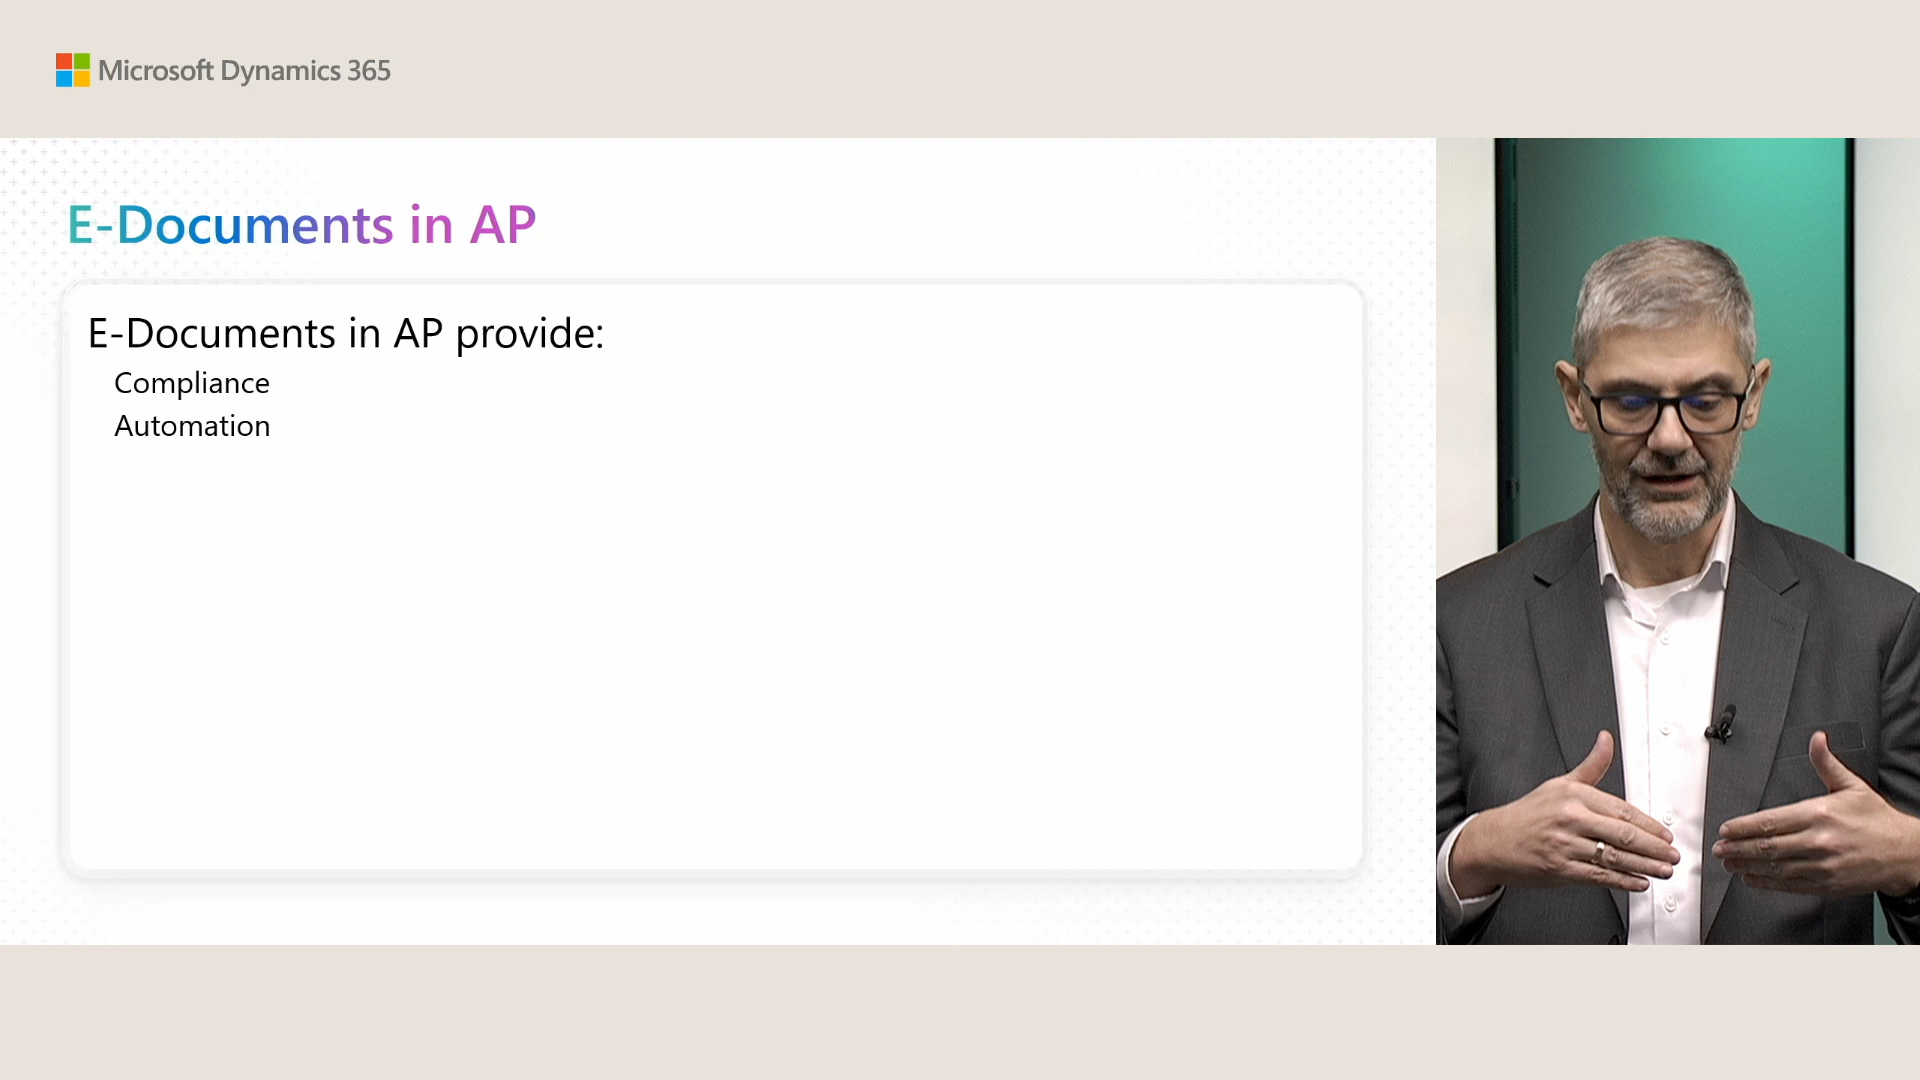 Microsoft Dynamics 365
E-Documents in AP
E-Documents in AP provide:
Compliance
Automation